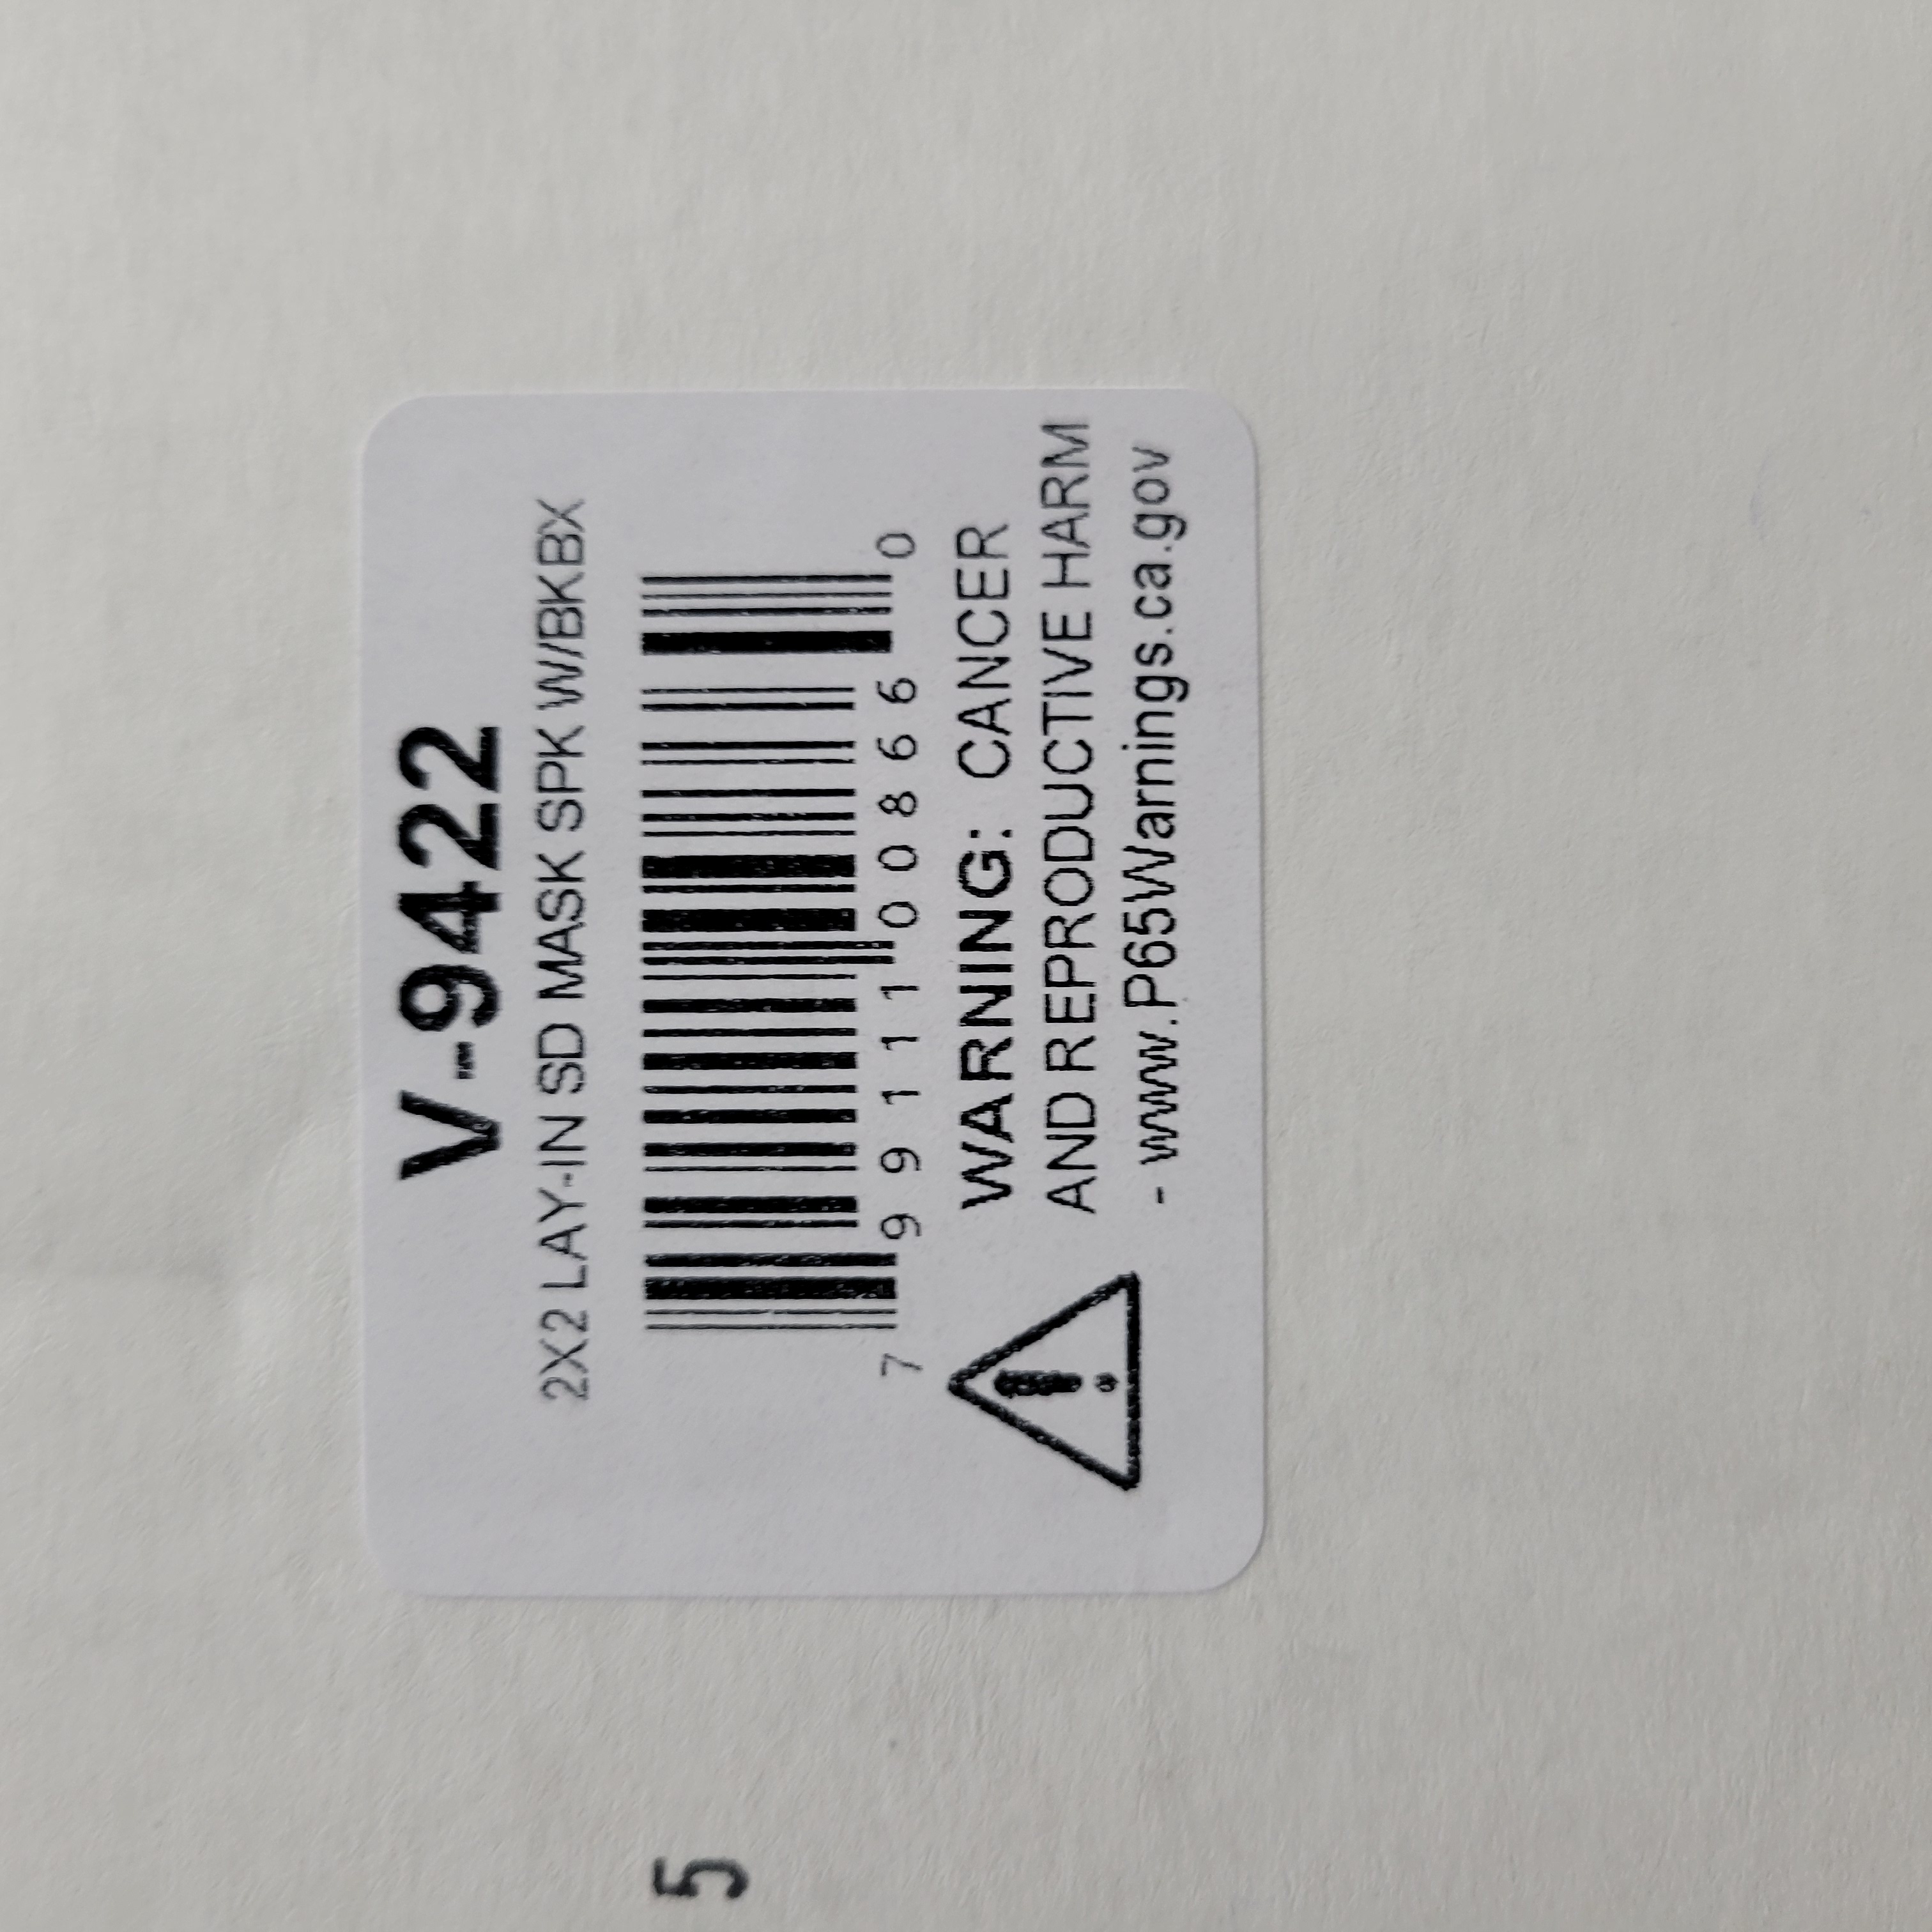 V-9422
2X2 LAY-IN SD MASK SPK W/BKBX
7 99111 00866 0
WARNING: CANCER
AND REPRODUCTIVE HARM
- www.P65Warnings.ca.gov
5